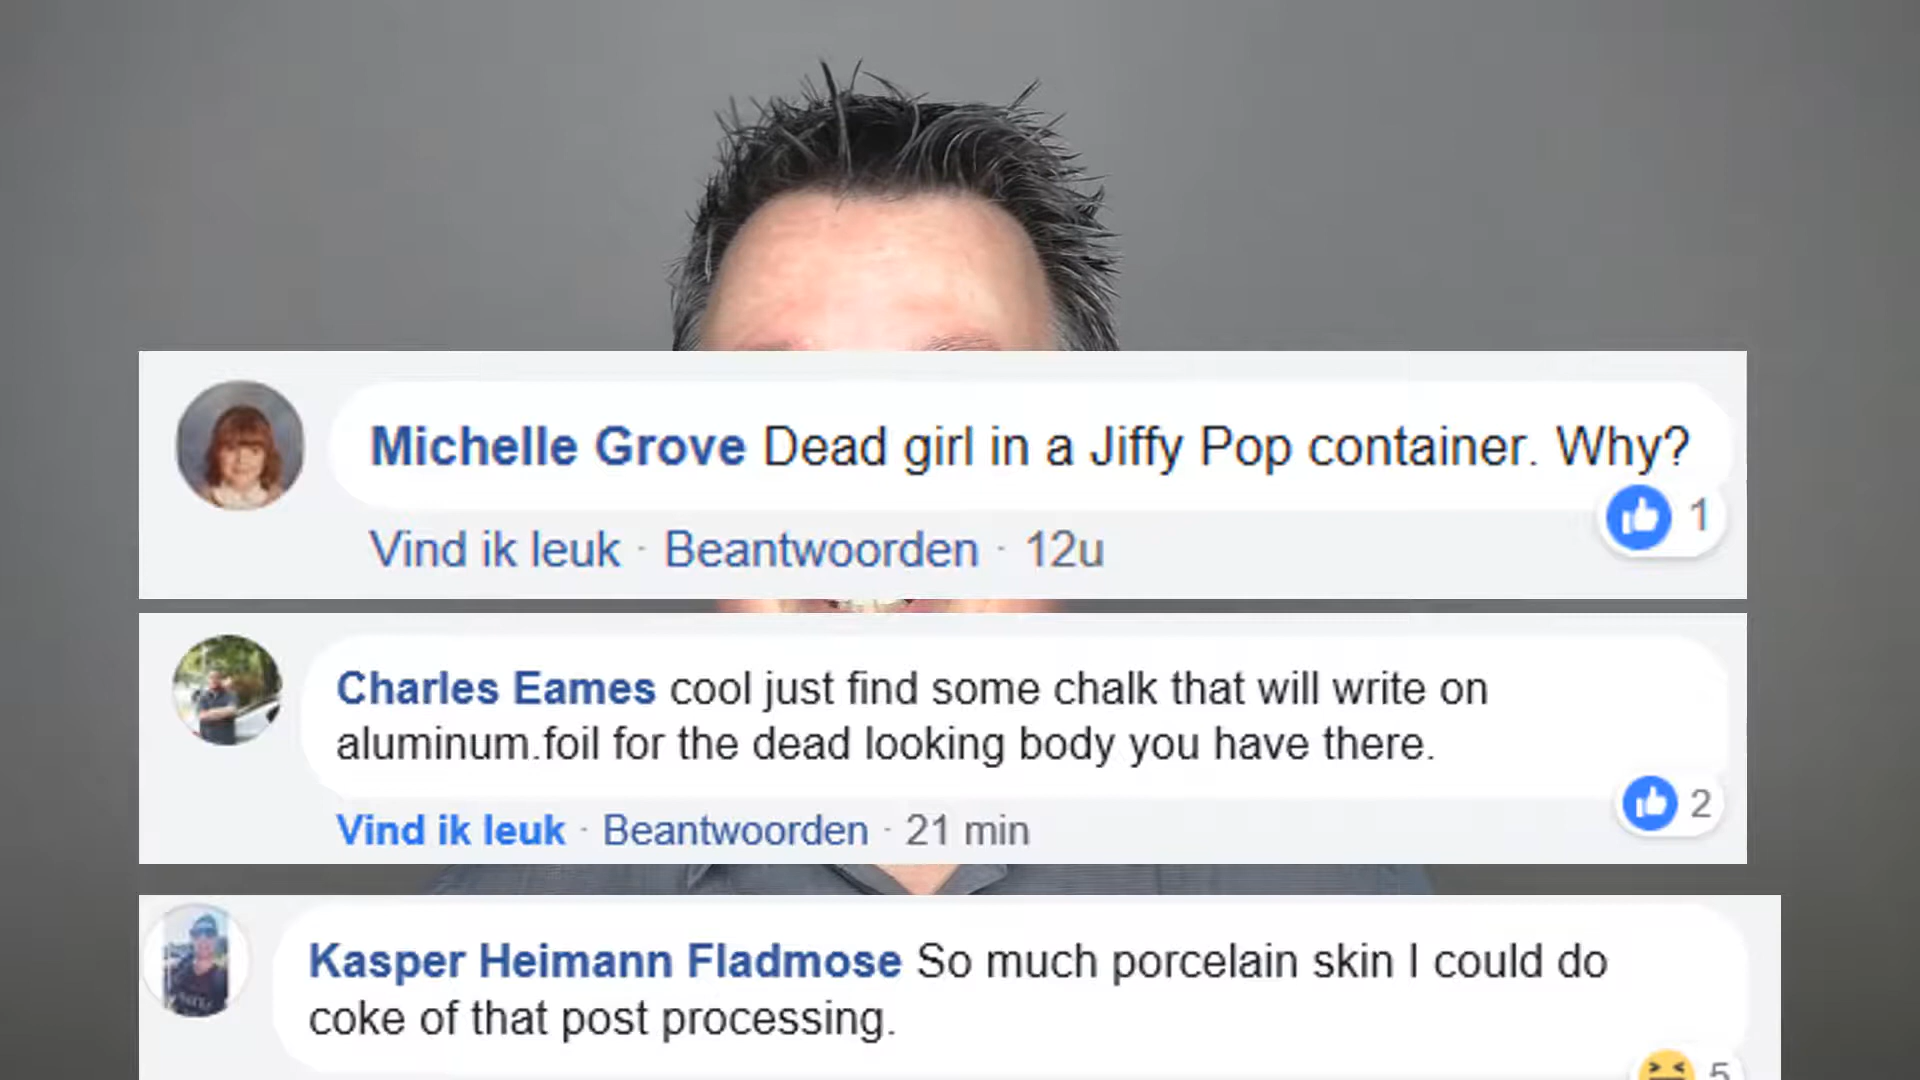 Michelle Grove Dead girl in a Jiffy Pop container. Why?
1
Vind ik leuk · Beantwoorden · 12u
Charles Eames cool just find some chalk that will write on
aluminum.foil for the dead looking body you have there.
2
Vind ik leuk · Beantwoorden · 21 min
Kasper Heimann Fladmose So much porcelain skin I could do
coke of that post processing.
5